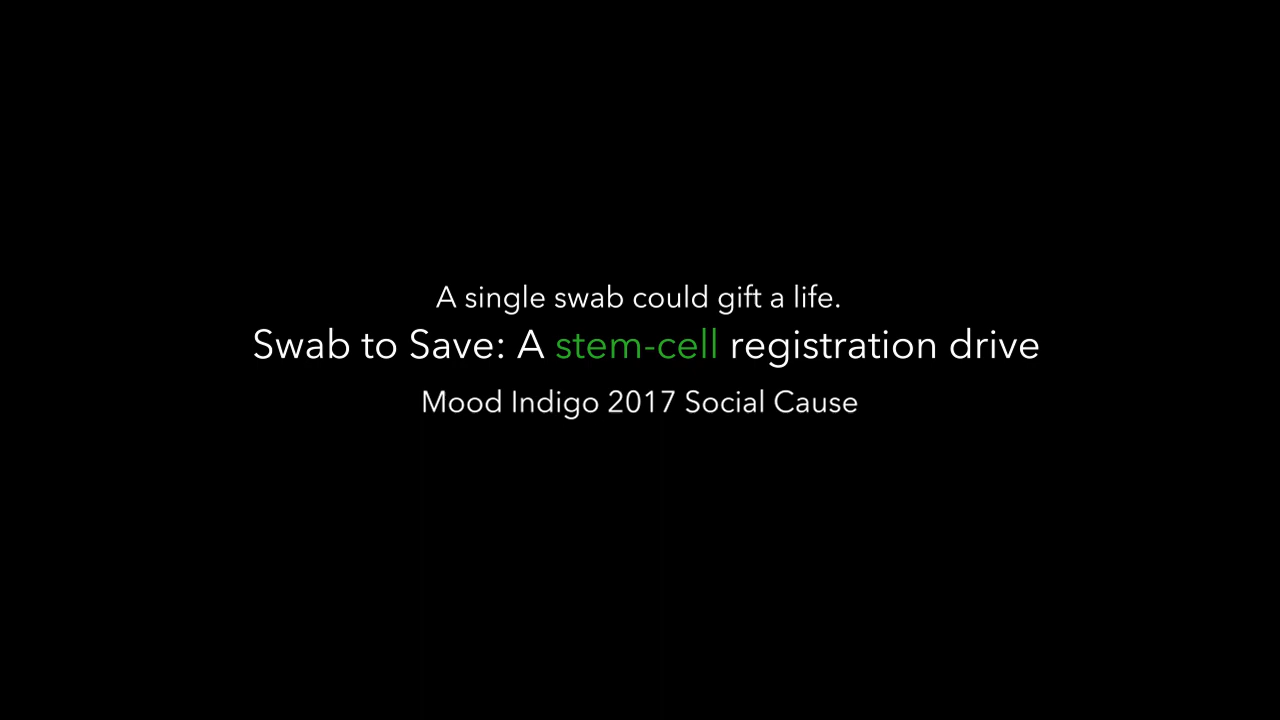 A single swab could gift a life.
Swab to Save: A stem-cell registration drive
Mood Indigo 2017 Social Cause